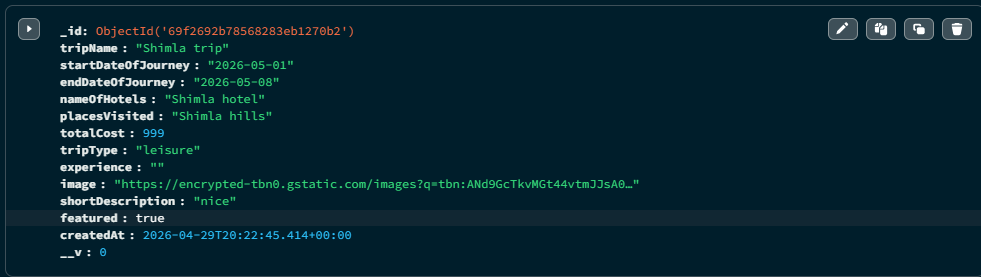 _id: ObjectId('69f2692b78568283eb1270b2')
tripName : "Shimla trip"
startDateOfJourney : "2026-05-01"
endDateOfJourney : "2026-05-08"
nameOfHotels : "Shimla hotel"
placesVisited : "Shimla hills"
totalCost : 999
tripType : "leisure"
experience : ""
image : "https://encrypted-tbn0.gstatic.com/images?q=tbn:ANd9GcTkvMGt44vtmJJsA0…"
shortDescription : "nice"
featured : true
createdAt : 2026-04-29T20:22:45.414+00:00
__v : 0